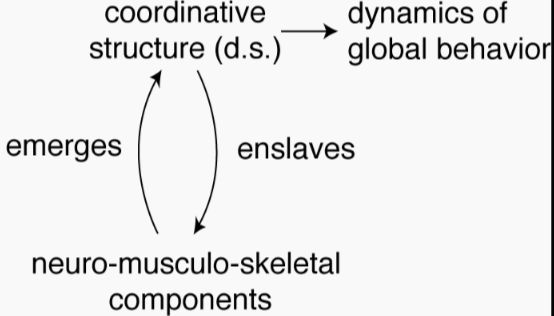 coordinative
structure (d.s.)
dynamics of
global behavior
emerges
enslaves
neuro-musculo-skeletal
components